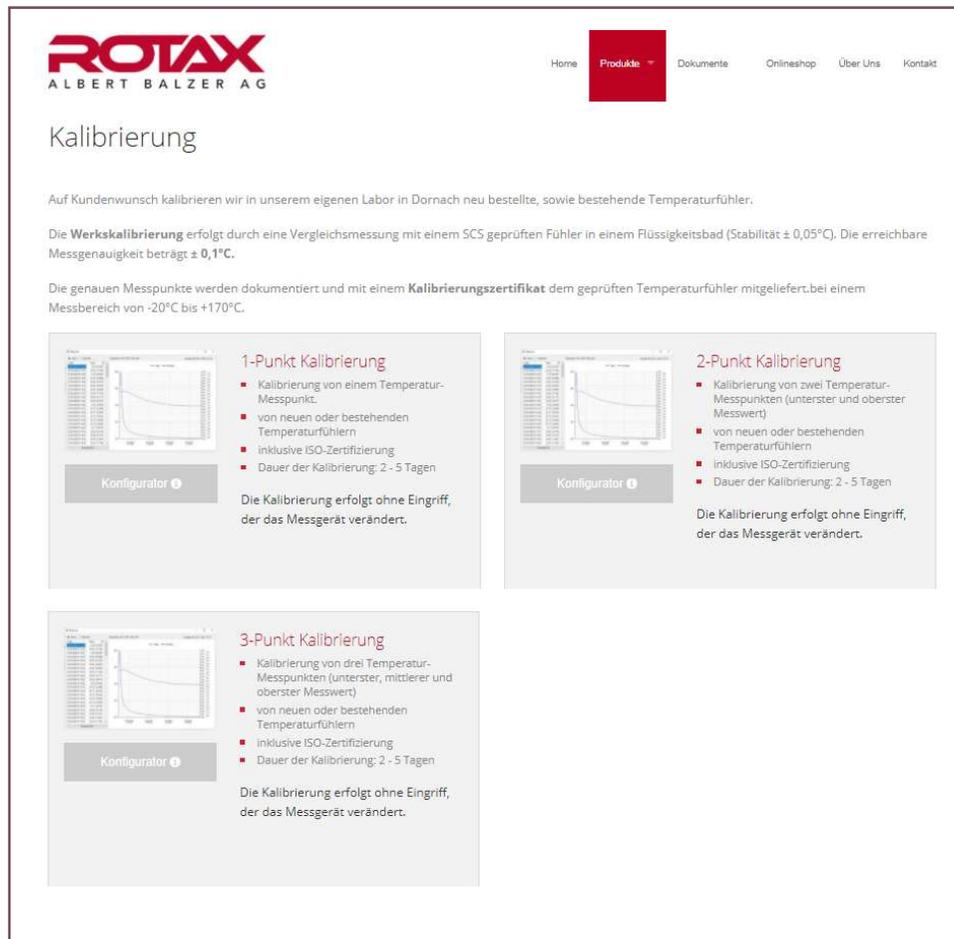 ROTAX
ALBERT BALZER AG
Home Produkte Dokumente Onlineshop Über Uns Kontakt
Kalibrierung
Auf Kundenwunsch kalibrieren wir in unserem eigenen Labor in Dornach neu bestellte, sowie bestehende Temperaturfühler.
Die Werkskalibrierung erfolgt durch eine Vergleichsmessung mit einem SCS geprüften Fühler in einem Flüssigkeitsbad (Stabilität ± 0,05°C). Die erreichbare
Messgenauigkeit beträgt ± 0,1°C.
Die genauen Messpunkte werden dokumentiert und mit einem Kalibrierungszertifikat dem geprüften Temperaturfühler mitgeliefert.bei einem
Messbereich von -20°C bis +170°C.
1-Punkt Kalibrierung
Kalibrierung von einem Temperatur-
Messpunkt.
von neuen oder bestehenden
Temperaturfühlern
inklusive ISO-Zertifizierung
Dauer der Kalibrierung: 2 - 5 Tagen
Konfigurator
Die Kalibrierung erfolgt ohne Eingriff,
der das Messgerät verändert.
2-Punkt Kalibrierung
Kalibrierung von zwei Temperatur-
Messpunkten (unterster und oberster
Messwert)
von neuen oder bestehenden
Temperaturfühlern
inklusive ISO-Zertifizierung
Dauer der Kalibrierung: 2 - 5 Tagen
Konfigurator
Die Kalibrierung erfolgt ohne Eingriff,
der das Messgerät verändert.
3-Punkt Kalibrierung
Kalibrierung von drei Temperatur-
Messpunkten (unterster, mittlerer und
oberster Messwert)
von neuen oder bestehenden
Temperaturfühlern
inklusive ISO-Zertifizierung
Dauer der Kalibrierung: 2 - 5 Tagen
Konfigurator
Die Kalibrierung erfolgt ohne Eingriff,
der das Messgerät verändert.